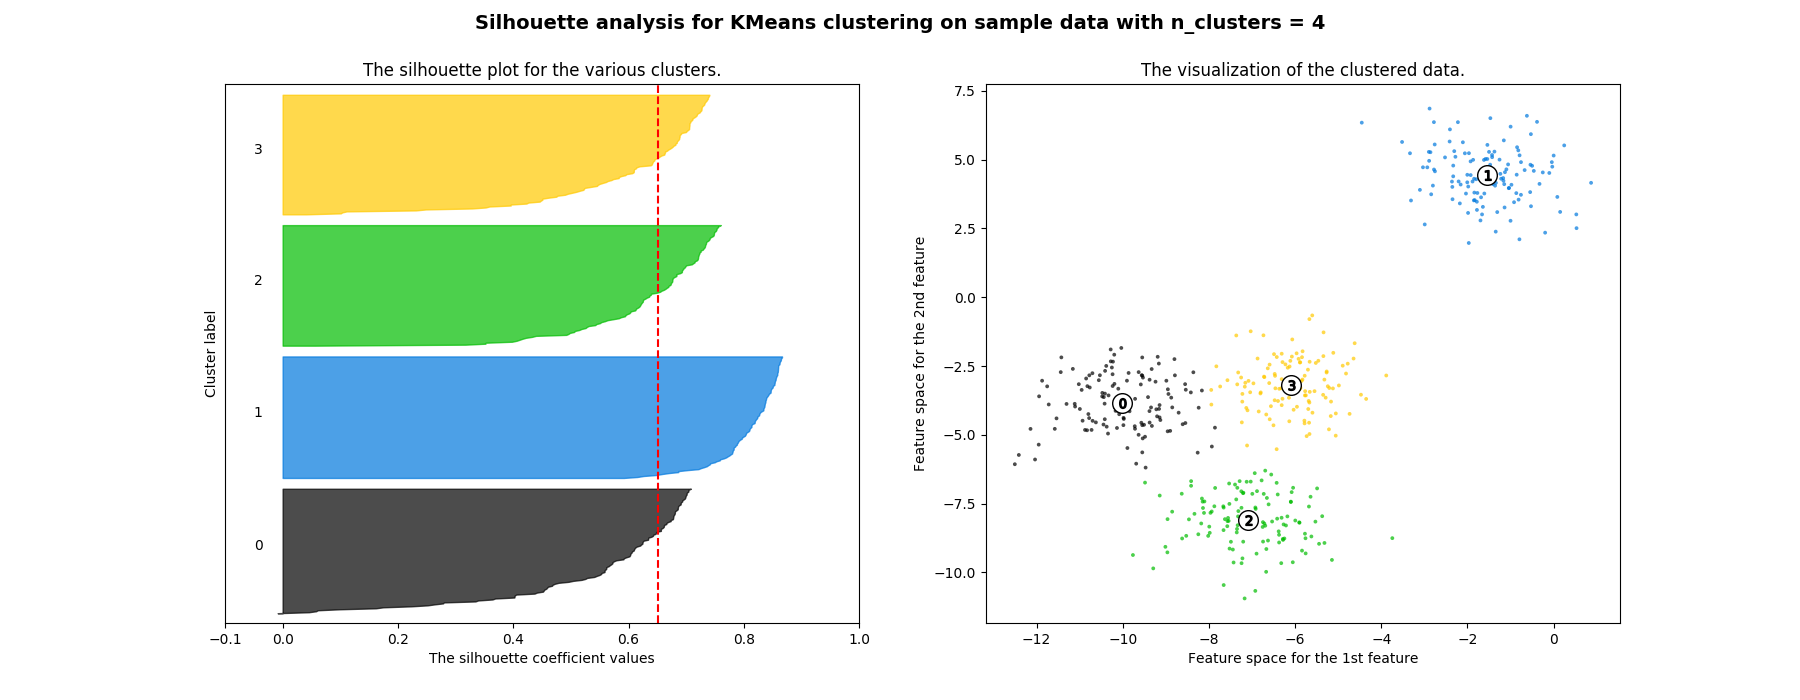 Silhouette analysis for KMeans clustering on sample data with n_clusters = 4
The silhouette plot for the various clusters.
3
2
1
0
Cluster label
−0.1 0.0 0.2 0.4 0.6 0.8 1.0
The silhouette coefficient values
The visualization of the clustered data.
7.5
5.0
2.5
0.0
−2.5
−5.0
−7.5
−10.0
Feature space for the 2nd feature
1
3
0
2
−12 −10 −8 −6 −4 −2 0
Feature space for the 1st feature